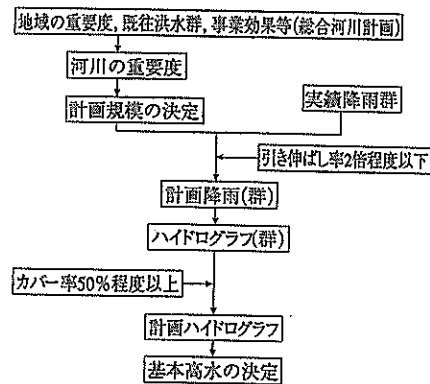 地域の重要度,既往洪水群,事業効果等(総合河川計画)
河川の重要度
計画規模の決定
実績降雨群
引き伸ばし率2倍程度以下
計画降雨(群)
ハイドログラフ(群)
カバー率50%程度以上
計画ハイドログラフ
基本高水の決定